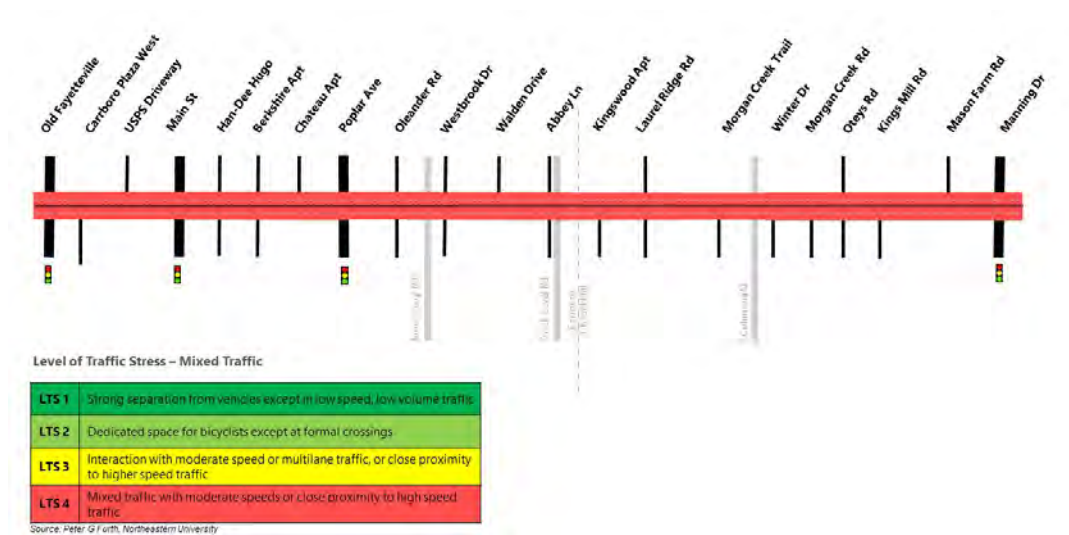 Old Fayetteville
Carrboro Plaza West
USPS Driveway
Main St
Han-Dee Hugo
Berkshire Apt
Chateau Apt
Poplar Ave
Oleander Rd
Westbrook Dr
Walden Drive
Abbey Ln
Kingswood Apt
Laurel Ridge Rd
Morgan Creek Trail
Winter Dr
Morgan Creek Rd
Oteys Rd
Kings Mill Rd
Mason Farm Rd
Manning Dr
Level of Traffic Stress – Mixed Traffic
LTS 1 Strong separation from vehicles except in low speed, low volume traffic
LTS 2 Dedicated space for bicyclists except at formal crossings
LTS 3 Interaction with moderate speed or multilane traffic, or close proximity
to higher speed traffic
LTS 4 Mixed traffic with moderate speeds or close proximity to high speed
traffic
Source: Peter G Furth, Northeastern University